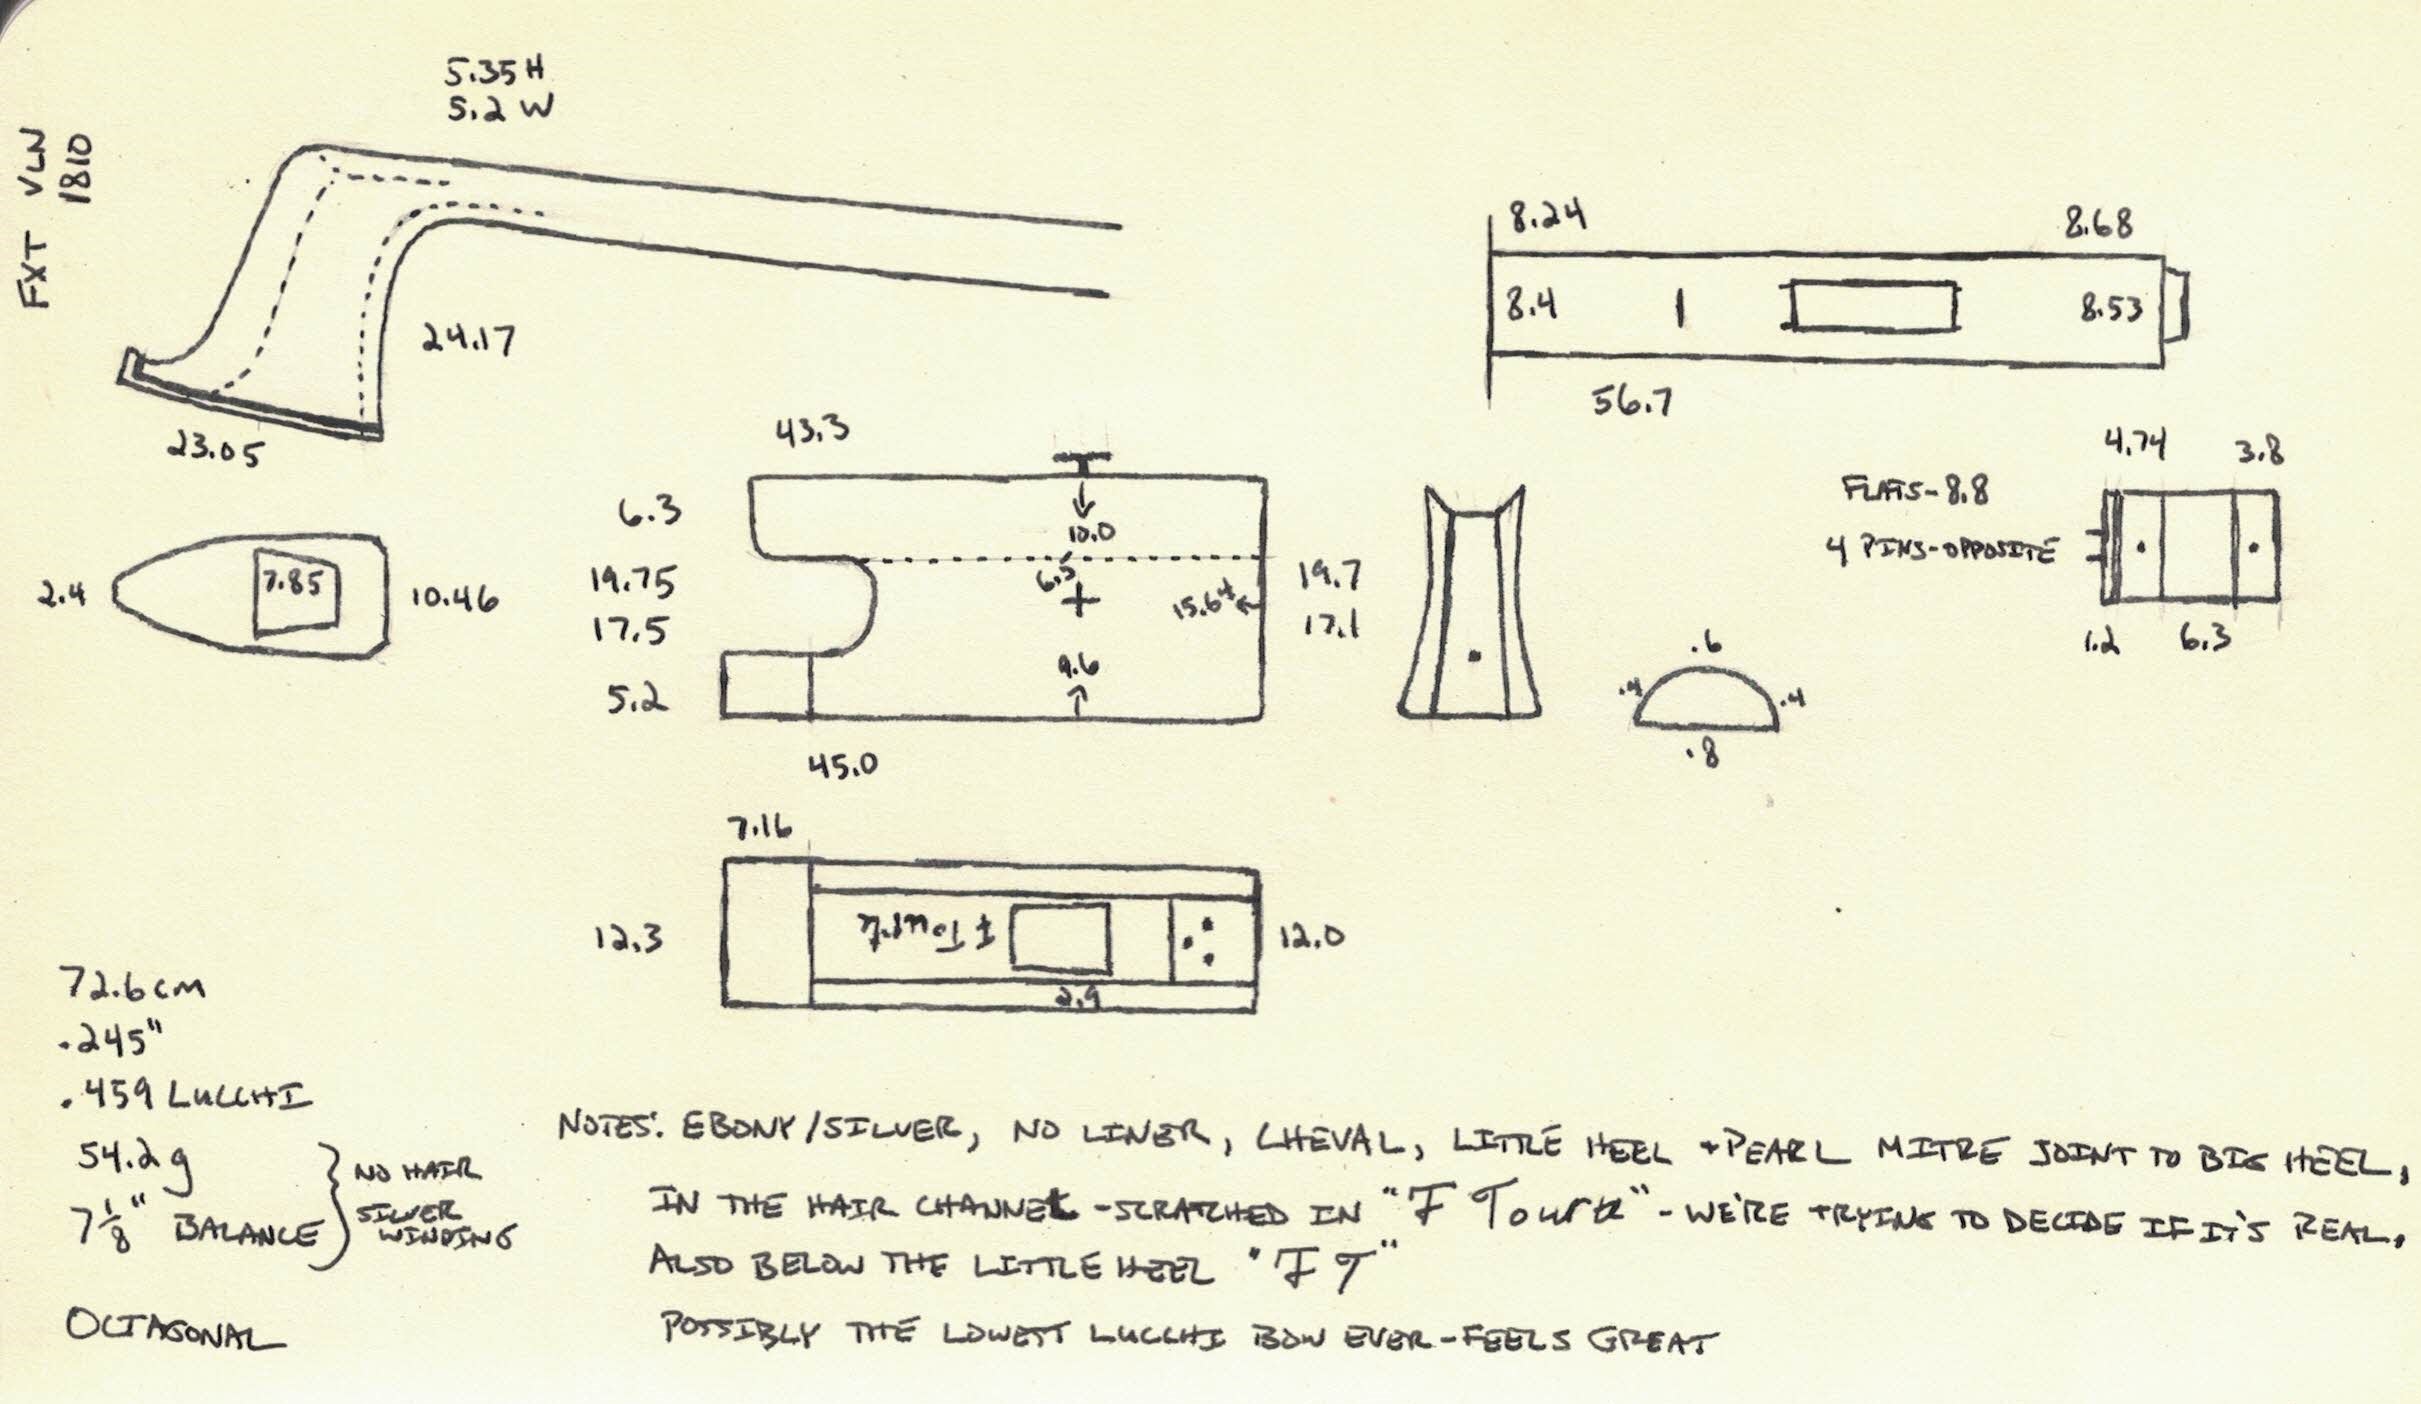 FXT VLN
1810
5.35 H
5.2 W
24.17
23.05
8.24
8.68
8.4
8.53
56.7
43.3
6.3
10.0
19.75
6.5
15.6
17.5
9.6
5.2
45.0
19.7
17.1
2.4
7.85
10.46
.6
.4
.4
.8
4.74
3.8
FLATS-8.8
4 PINS-OPPOSITE
1.2
6.3
7.16
12.3
F Tourte
2.9
12.0
72.6 cm
.245"
.459 LUCCHI
54.2 g
7 1/8" BALANCE
NO HAIR
SILVER
WINDING
OCTAGONAL
NOTES: EBONY/SILVER, NO LINER, CHEVAL, LITTLE HEEL + PEARL MITRE JOINT TO BIG HEEL,
IN THE HAIR CHANNEL - SCRATCHED IN "F Tourte" - WE'RE TRYING TO DECIDE IF IT'S REAL.
ALSO BELOW THE LITTLE HEEL "F T"
POSSIBLY THE LOWEST LUCCHI BOW EVER - FEELS GREAT